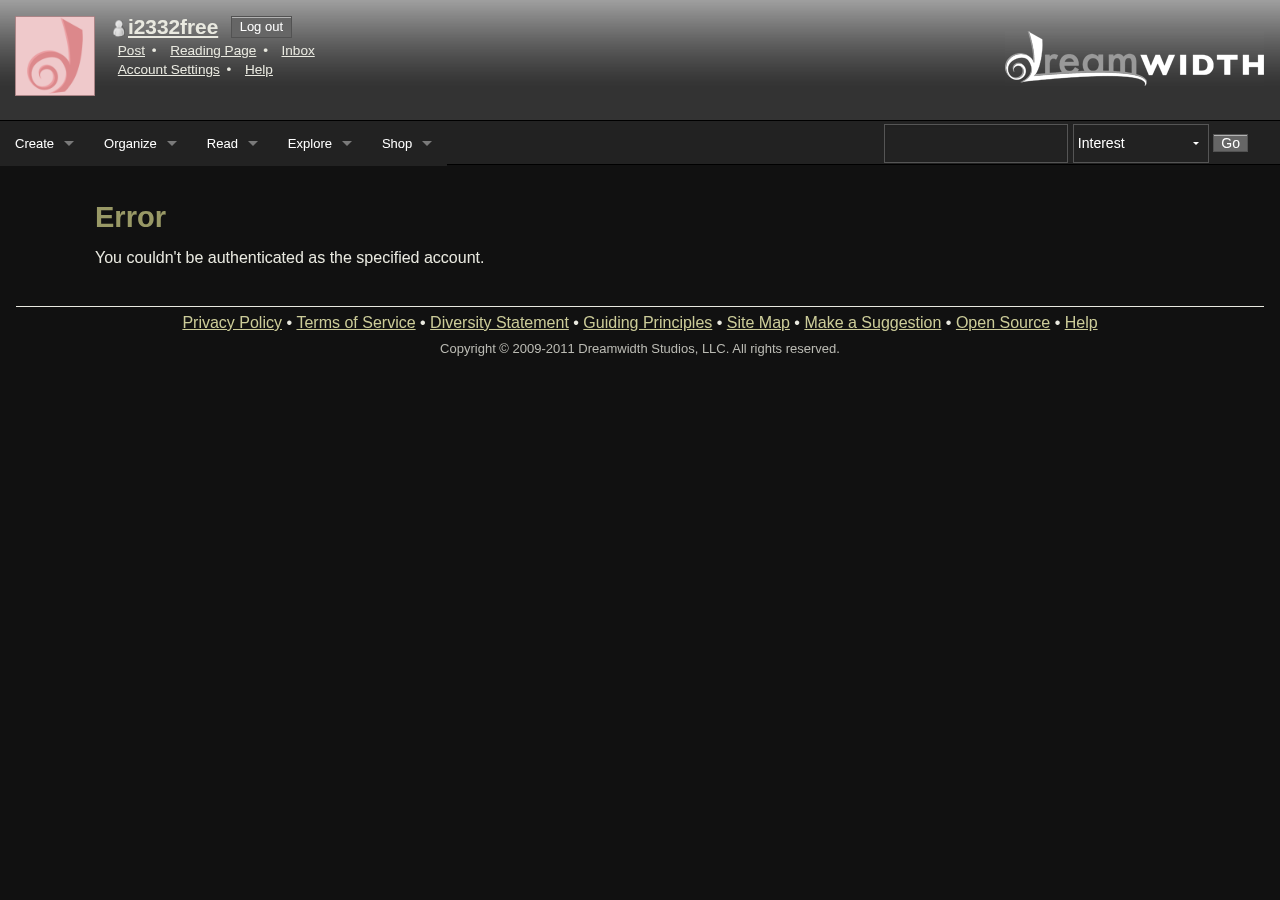 i2332free Log out
Post • Reading Page • Inbox
Account Settings • Help
dreamWIDTH
Create Organize Read Explore Shop Interest Go
Error
You couldn't be authenticated as the specified account.
Privacy Policy • Terms of Service • Diversity Statement • Guiding Principles • Site Map • Make a Suggestion • Open Source • Help
Copyright © 2009-2011 Dreamwidth Studios, LLC. All rights reserved.